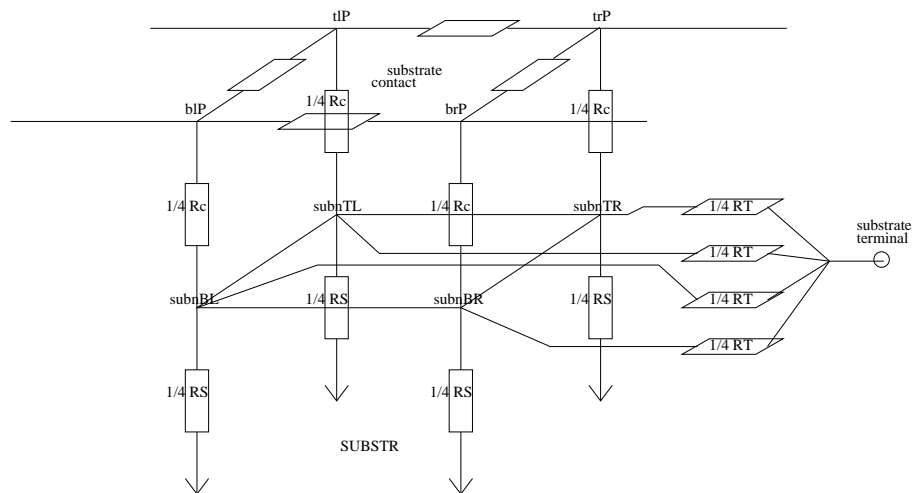 tlP
trP
substrate
contact
blP
1/4 Rc
brP
1/4 Rc
1/4 Rc
subnTL
1/4 Rc
subnTR
1/4 RT
substrate
terminal
1/4 RT
subnBL
1/4 RS
subnBR
1/4 RS
1/4 RT
1/4 RT
1/4 RS
1/4 RS
SUBSTR